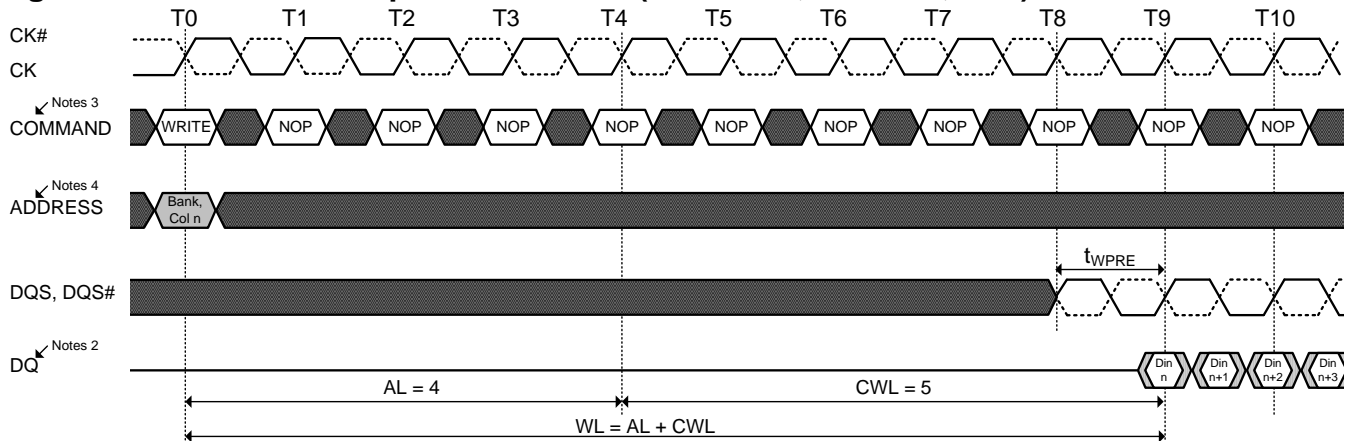 T0 T1 T2 T3 T4 T5 T6 T7 T8 T9 T10
CK#
CK
Notes 3
COMMAND
WRITE NOP NOP NOP NOP NOP NOP NOP NOP NOP NOP
Notes 4
ADDRESS
Bank,
Col n
tWPRE
DQS, DQS#
Notes 2
DQ
Din
n
Din
n+1
Din
n+2
Din
n+3
AL = 4
CWL = 5
WL = AL + CWL